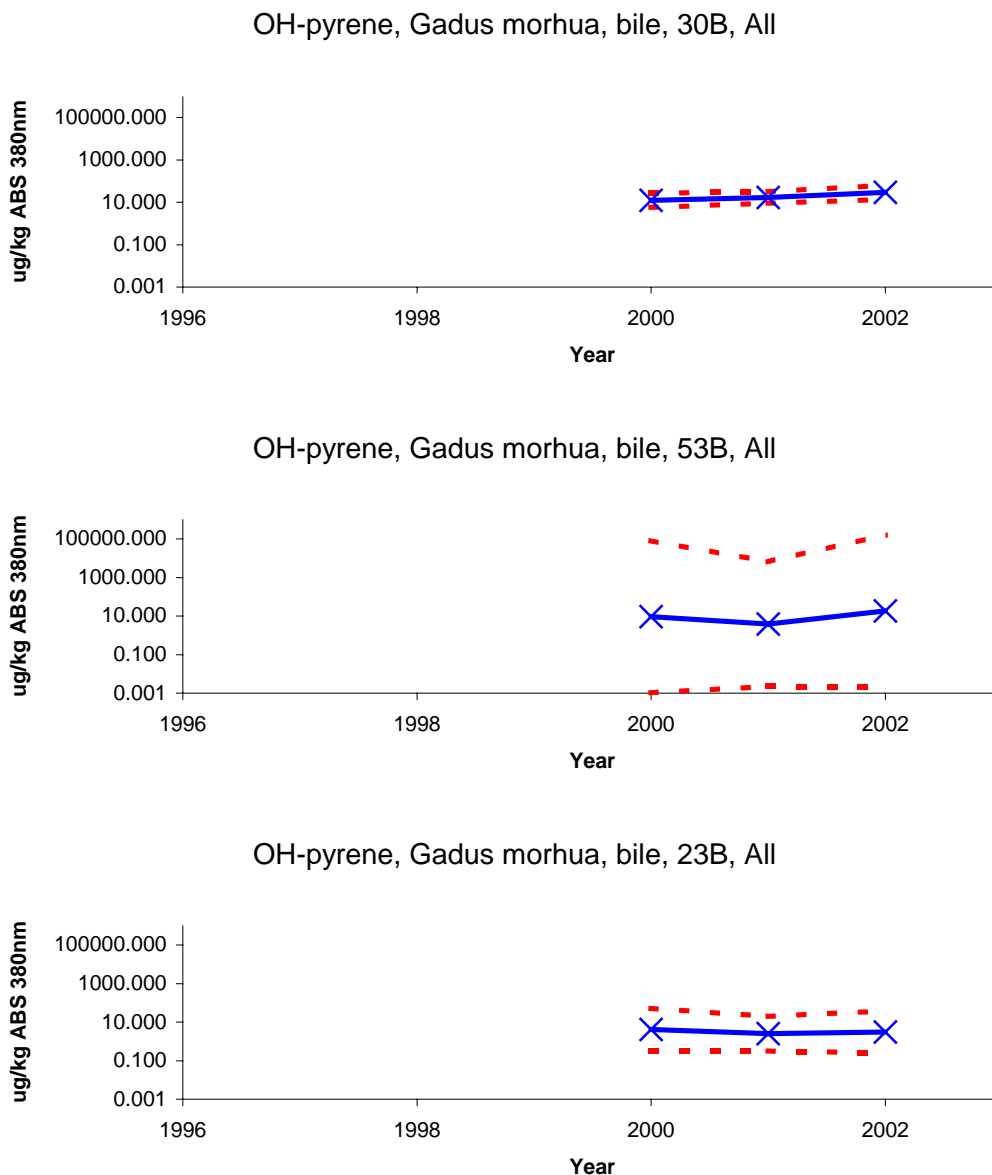 OH-pyrene, Gadus morhua, bile, 30B, All
ug/kg ABS 380nm
100000.000
1000.000
10.000
0.100
0.001
1996 1998 2000 2002
Year
OH-pyrene, Gadus morhua, bile, 53B, All
ug/kg ABS 380nm
100000.000
1000.000
10.000
0.100
0.001
1996 1998 2000 2002
Year
OH-pyrene, Gadus morhua, bile, 23B, All
ug/kg ABS 380nm
100000.000
1000.000
10.000
0.100
0.001
1996 1998 2000 2002
Year